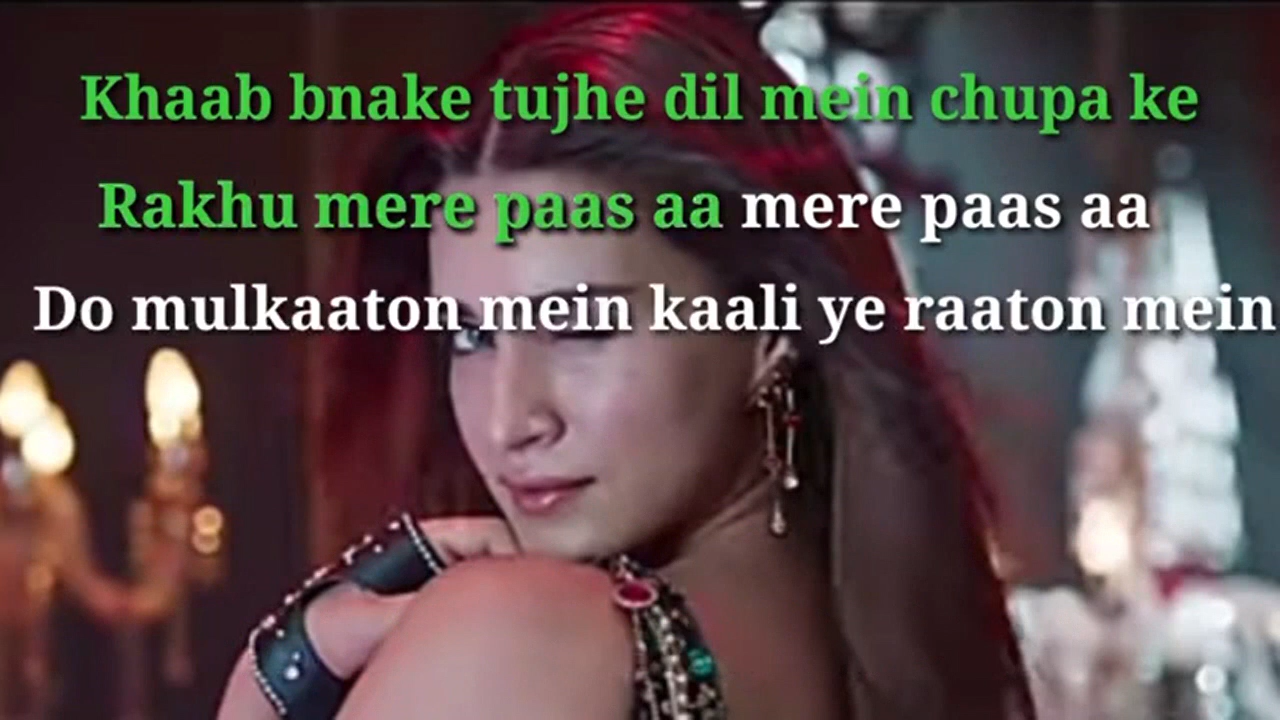 Khaab bnake tujhe dil mein chupa ke
Rakhu mere paas aa mere paas aa
Do mulkaaton mein kaali ye raaton mein